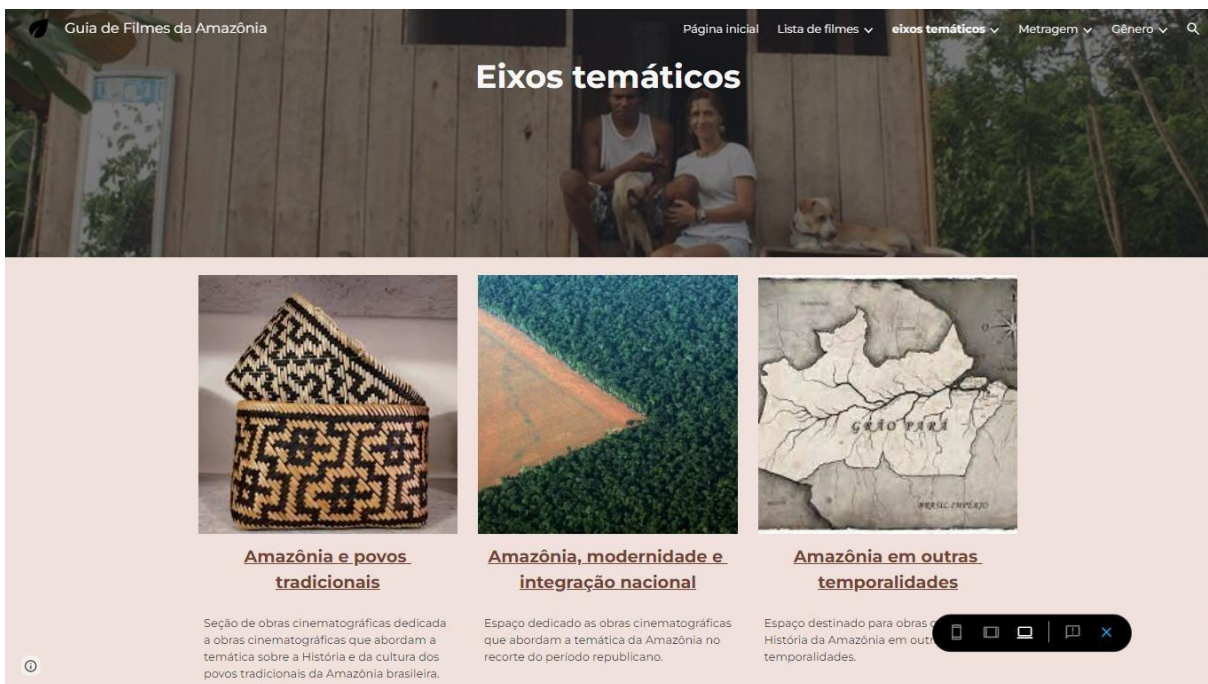 Guia de Filmes da Amazônia
Página inicial Lista de filmes eixos temáticos Metragem Gênero
Eixos temáticos
GRÃO PARÁ
BRASIL IMPÉRIO
Amazônia e povos
tradicionais
Seção de obras cinematográficas dedicada
a obras cinematográficas que abordam a
temática sobre a História e da cultura dos
povos tradicionais da Amazônia brasileira.
Amazônia, modernidade e
integração nacional
Espaço dedicado as obras cinematográficas
que abordam a temática da Amazônia no
recorte do período republicano.
Amazônia em outras
temporalidades
Espaço destinado para obras
História da Amazônia em
temporalidades.